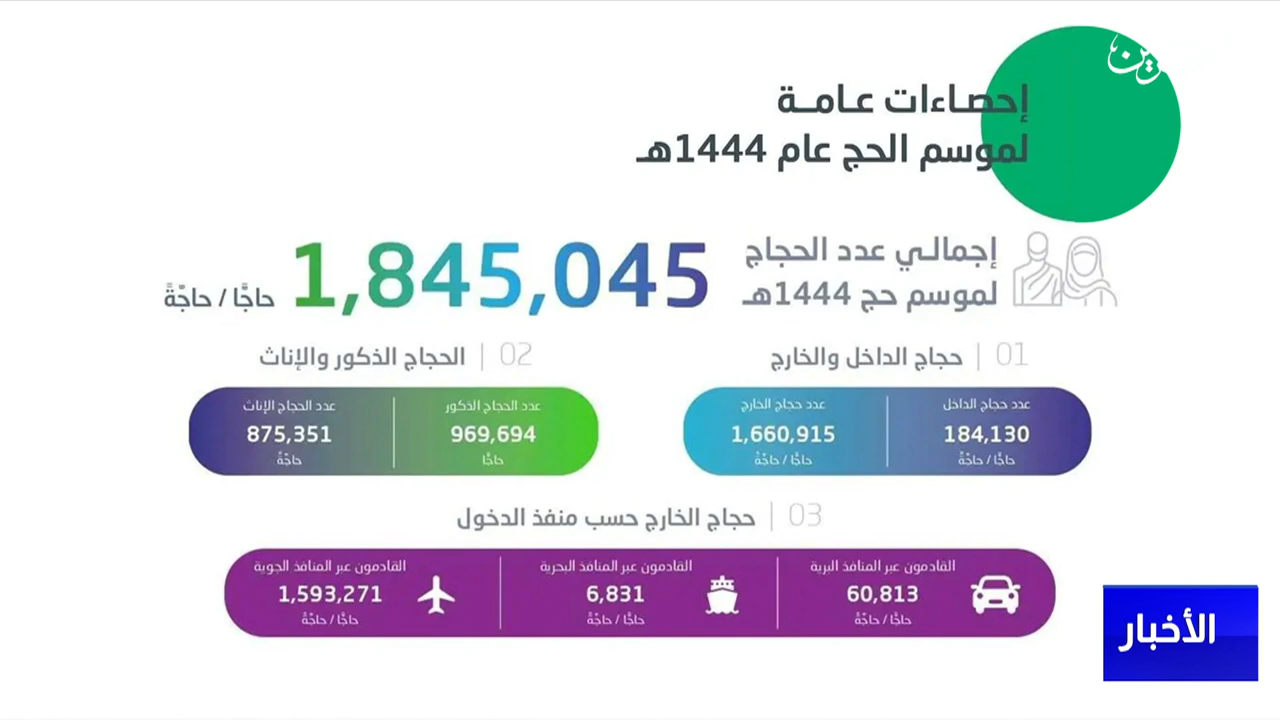 إحصاءات عامة
لموسم الحج عام 1444هـ
إجمالي عدد الحجاج
لموسم حج 1444هـ
1,845,045
حاجًّا / حاجّةً
01 | حجاج الداخل والخارج
عدد حجاج الداخل
184,130
حاجًّا / حاجّةً
عدد حجاج الخارج
1,660,915
حاجًّا / حاجّةً
02 | الحجاج الذكور والإناث
عدد الحجاج الذكور
969,694
حاجًّا
عدد الحجاج الإناث
875,351
حاجّةً
03 | حجاج الخارج حسب منفذ الدخول
القادمون عبر المنافذ البرية
60,813
حاجًّا / حاجّةً
القادمون عبر المنافذ البحرية
6,831
حاجًّا / حاجّةً
القادمون عبر المنافذ الجوية
1,593,271
حاجًّا / حاجّةً
الأخبار